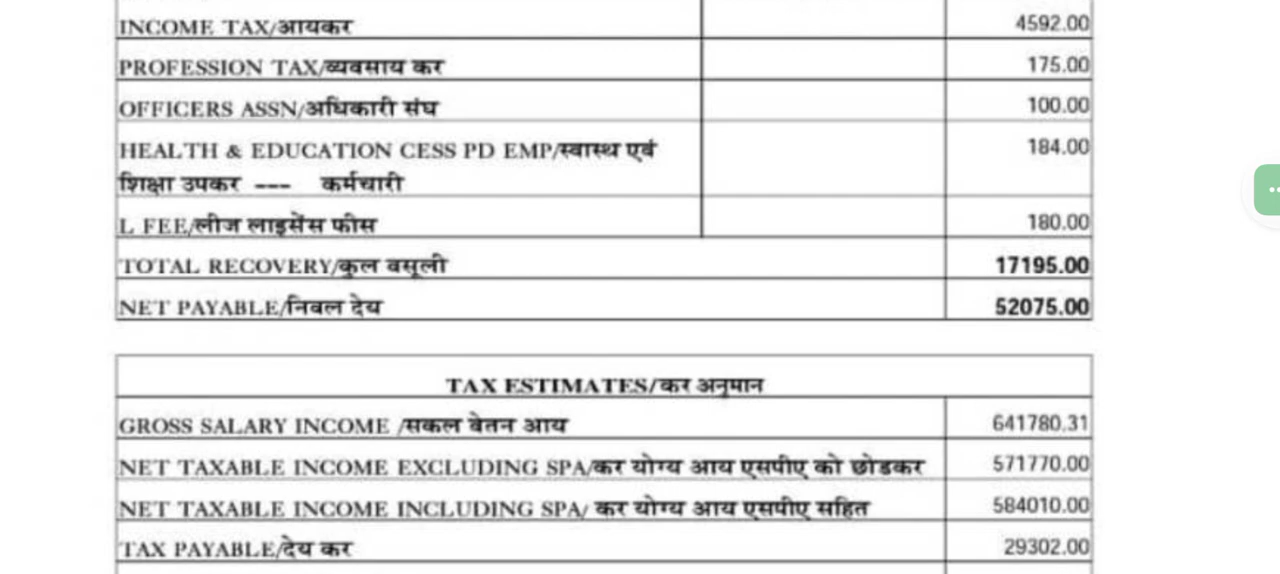 INCOME TAX/आयकर 4592.00
PROFESSION TAX/व्यवसाय कर 175.00
OFFICERS ASSN/अधिकारी संघ 100.00
HEALTH & EDUCATION CESS PD EMP/स्वास्थ एवं 184.00
शिक्षा उपकर --- कर्मचारी
L FEE/लीज लाइसेंस फीस 180.00
TOTAL RECOVERY/कुल वसूली 17195.00
NET PAYABLE/निवल देय 52075.00
TAX ESTIMATES/कर अनुमान
GROSS SALARY INCOME /सकल वेतन आय 641780.31
NET TAXABLE INCOME EXCLUDING SPA/कर योग्य आय एसपीए को छोडकर 571770.00
NET TAXABLE INCOME INCLUDING SPA/ कर योग्य आय एसपीए सहित 584010.00
TAX PAYABLE/देय कर 29302.00